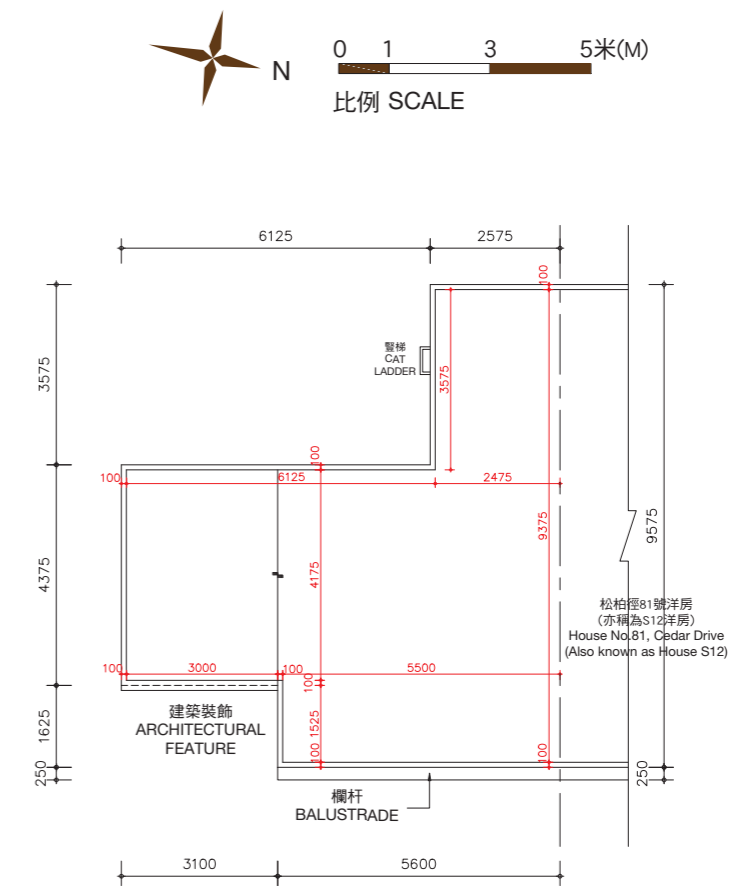 N
0 1 3 5米(M)
比例 SCALE
6125 2575
100
3575
豎梯
CAT
LADDER
3575
100
100 6125 2475
9375
9575
4375
4175
松柏徑81號洋房
(亦稱為S12洋房)
House No.81, Cedar Drive
(Also known as House S12)
100 3000 100 5500
100
建築裝飾
ARCHITECTURAL
FEATURE
1625
1525
100
100
250
250
欄杆
BALUSTRADE
3100 5600